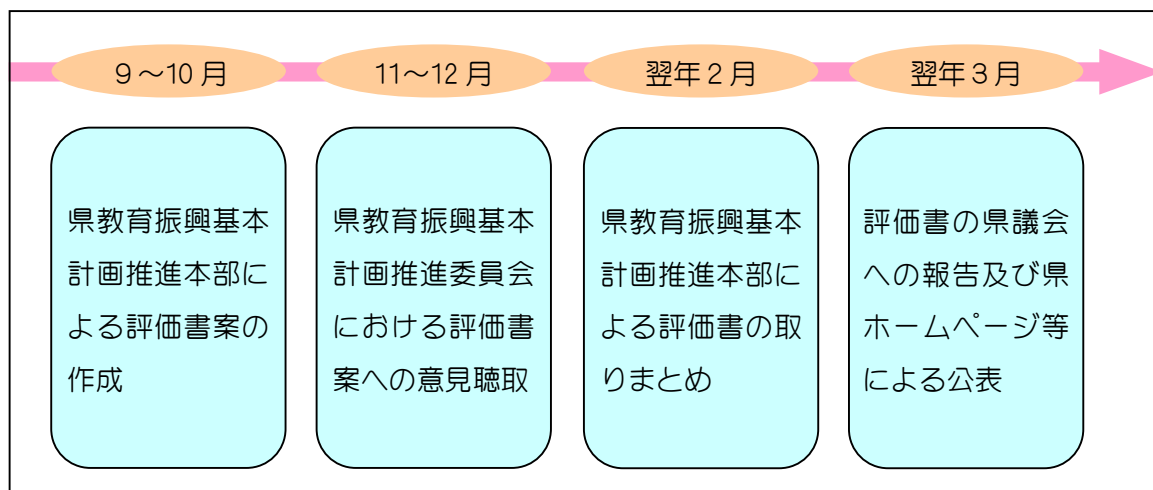 9～10月
11～12月
翌年2月
翌年3月
県教育振興基本
計画推進本部に
よる評価書案の
作成
県教育振興基本
計画推進委員会
における評価書
案への意見聴取
県教育振興基本
計画推進本部に
よる評価書の取
りまとめ
評価書の県議会
への報告及び県
ホームページ等
による公表